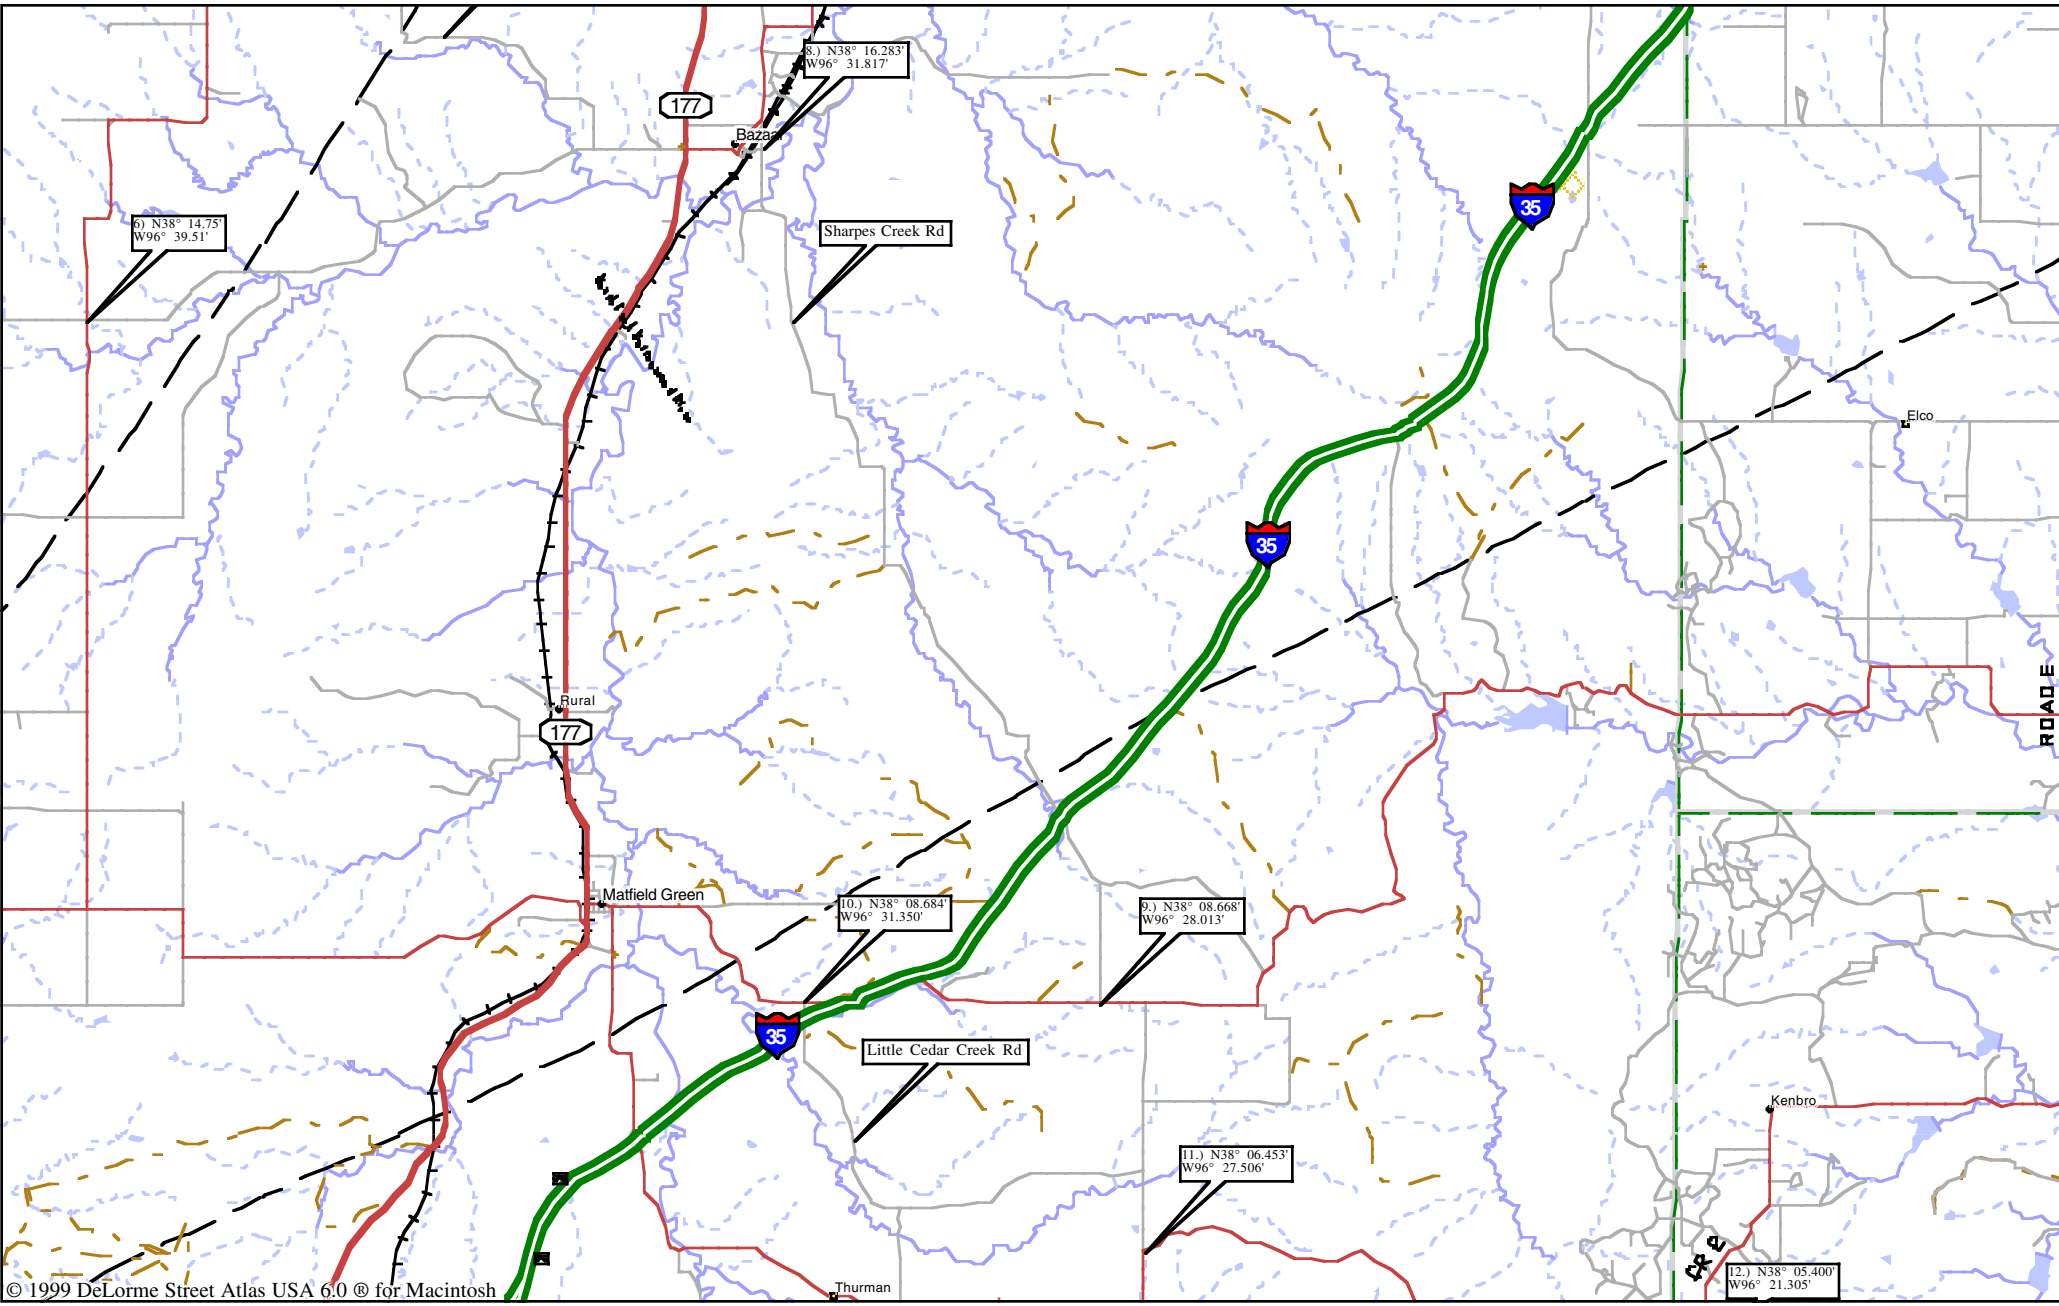 8.) N38° 16.283'
W96° 31.817'
177
Bazaar
35
6) N38° 14.75'
W96° 39.51'
Sharpes Creek Rd
Elco
35
ROAD E
Rural
177
Matfield Green
10.) N38° 08.684'
W96° 31.350'
9.) N38° 08.668'
W96° 28.013'
35
Little Cedar Creek Rd
Kenbro
11.) N38° 06.453'
W96° 27.506'
12.) N38° 05.400'
W96° 21.305'
Thurman
© 1999 DeLorme Street Atlas USA 6.0 ® for Macintosh